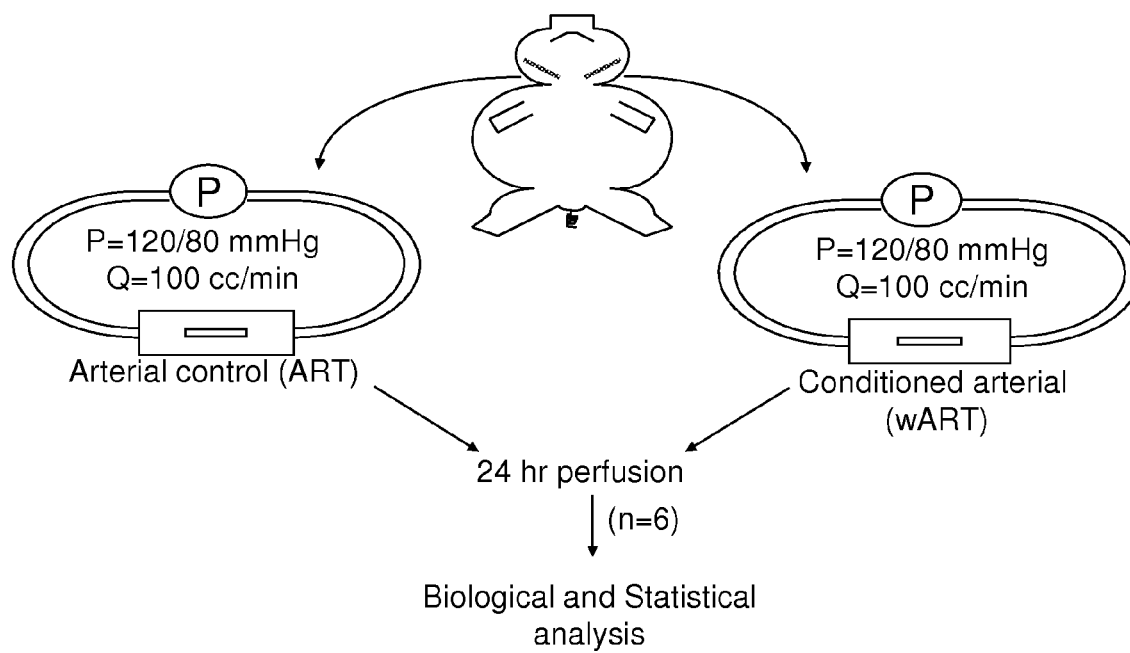 P
P=120/80 mmHg
Q=100 cc/min
Arterial control (ART)
P
P=120/80 mmHg
Q=100 cc/min
Conditioned arterial
(wART)
24 hr perfusion
(n=6)
Biological and Statistical
analysis